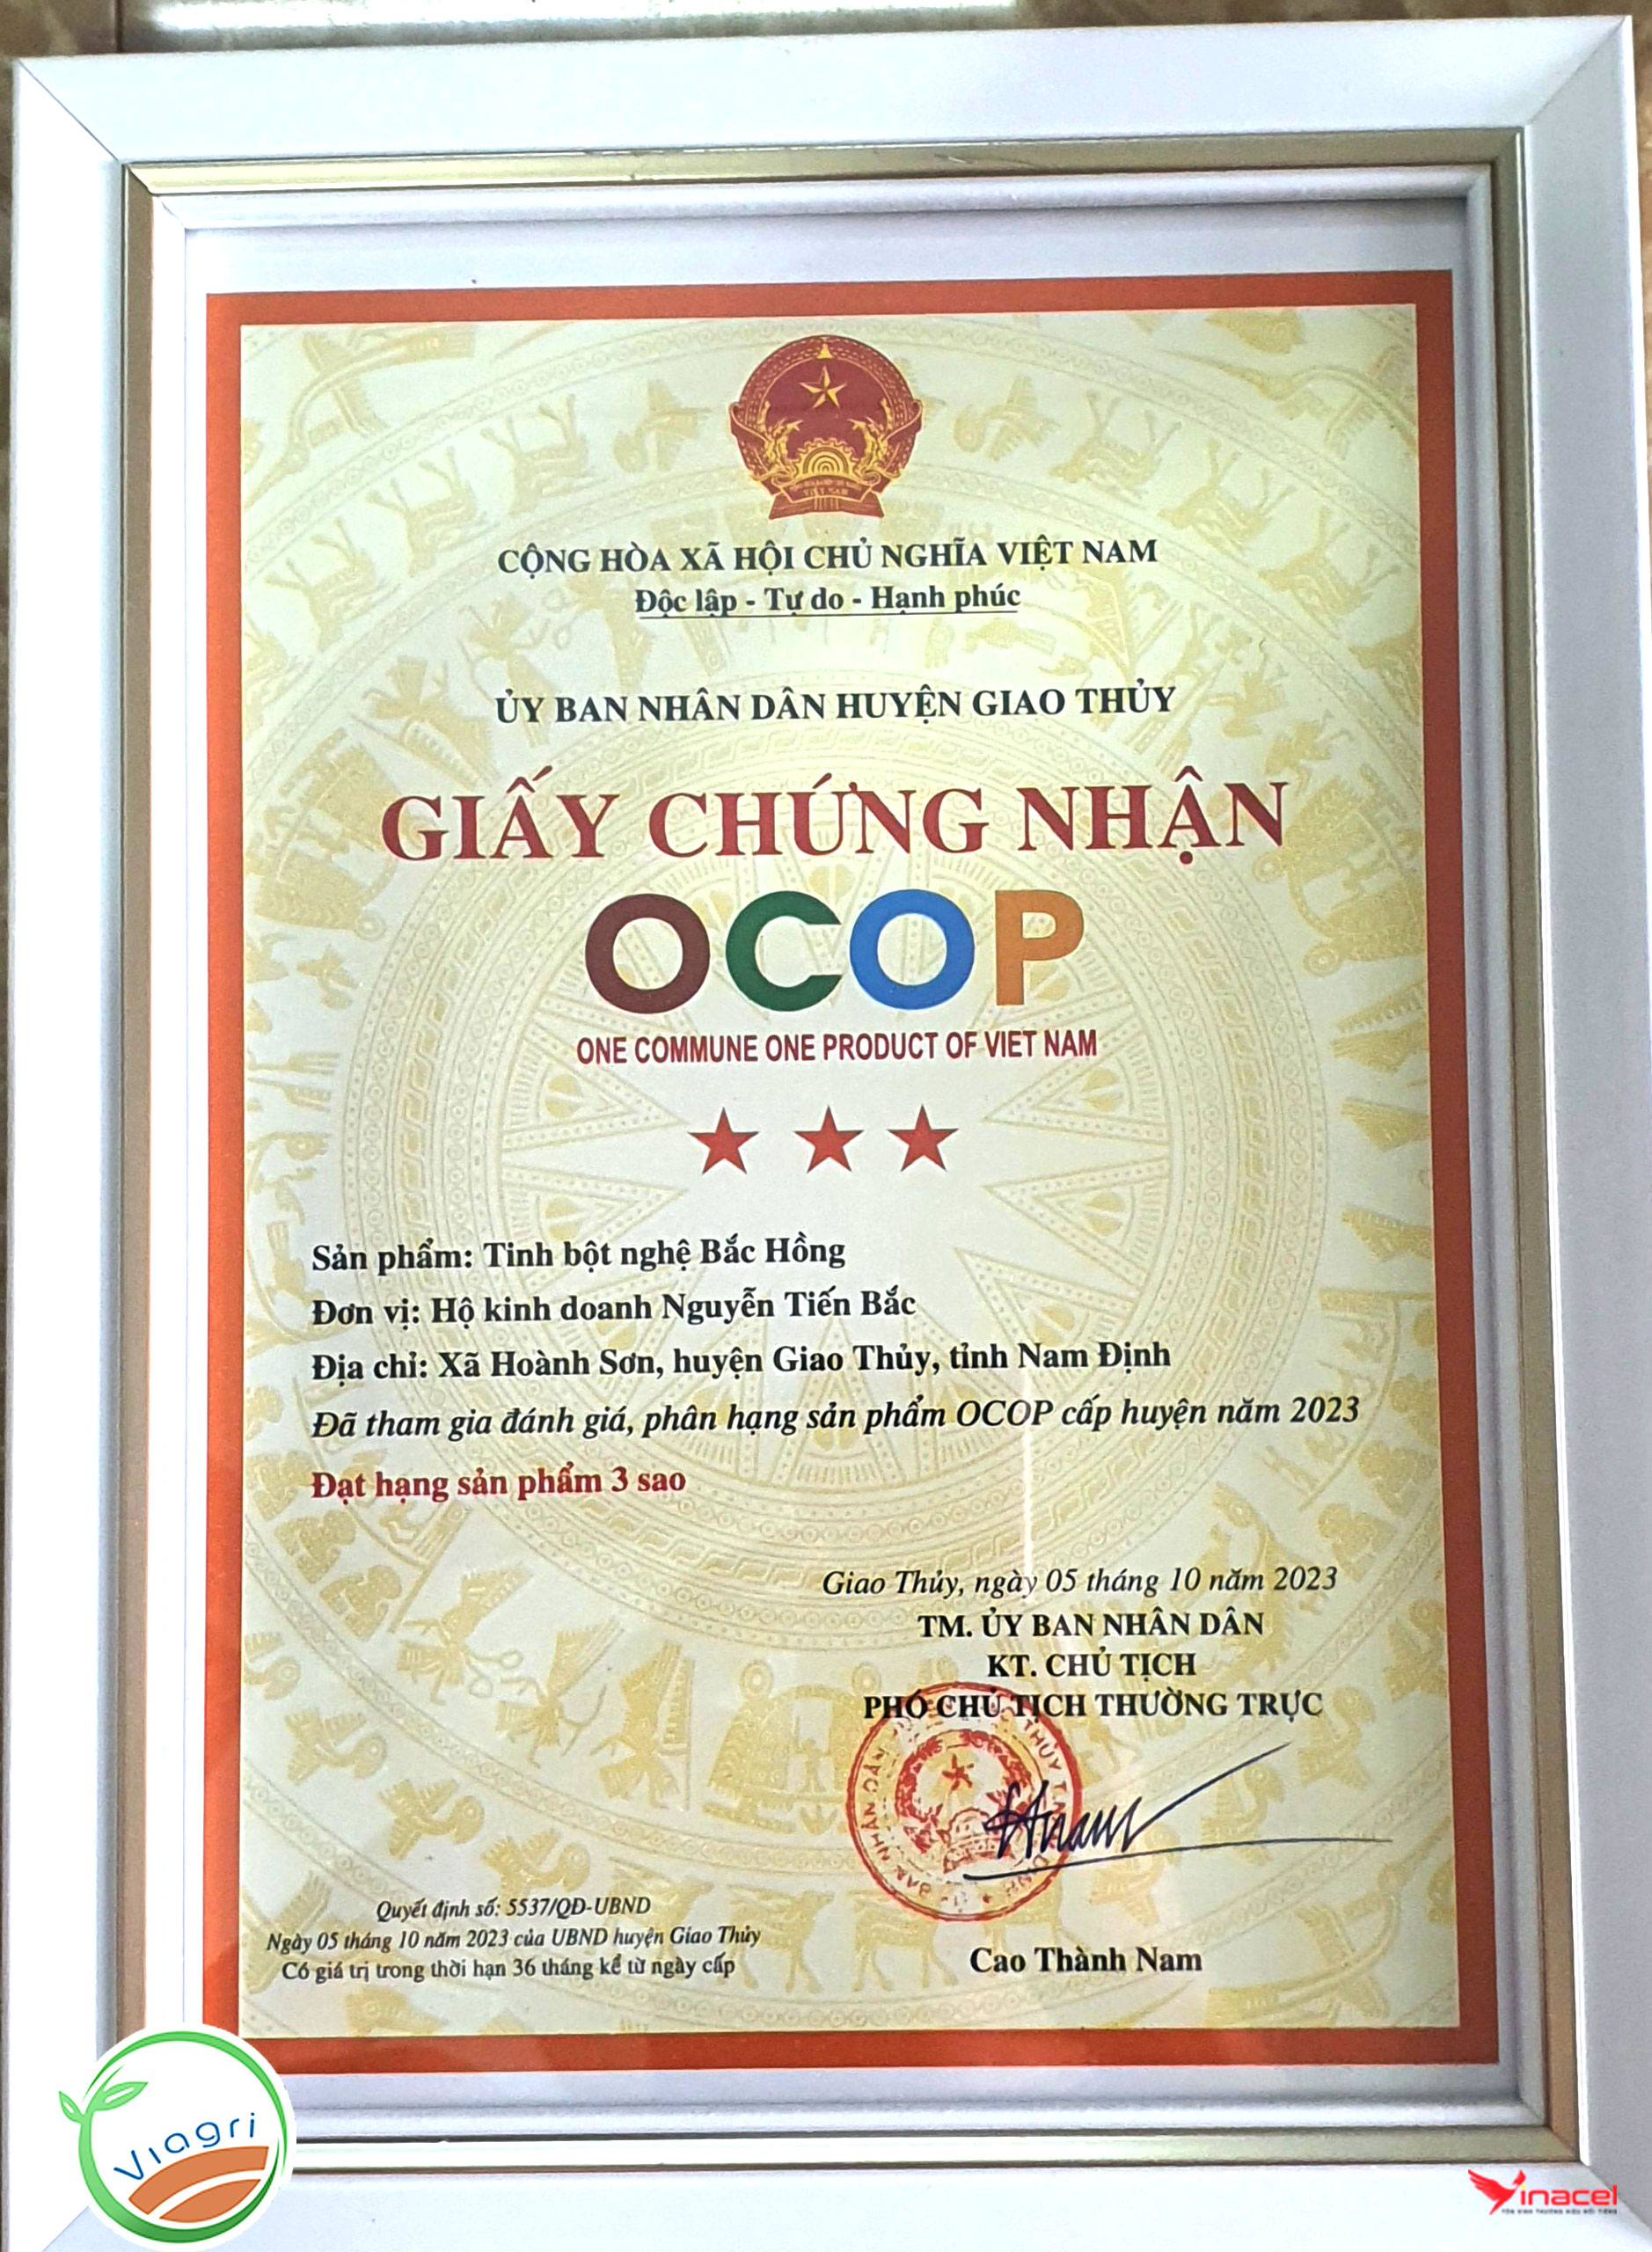 VIỆT NAM
CỘNG HÒA XÃ HỘI CHỦ NGHĨA VIỆT NAM
Độc lập - Tự do - Hạnh phúc
ỦY BAN NHÂN DÂN HUYỆN GIAO THỦY
GIẤY CHỨNG NHẬN
OCOP
ONE COMMUNE ONE PRODUCT OF VIET NAM
Sản phẩm: Tinh bột nghệ Bắc Hồng
Đơn vị: Hộ kinh doanh Nguyễn Tiến Bắc
Địa chỉ: Xã Hoành Sơn, huyện Giao Thủy, tỉnh Nam Định
Đã tham gia đánh giá, phân hạng sản phẩm OCOP cấp huyện năm 2023
Đạt hạng sản phẩm 3 sao
Giao Thủy, ngày 05 tháng 10 năm 2023
TM. ỦY BAN NHÂN DÂN
KT. CHỦ TỊCH
PHÓ CHỦ TỊCH THƯỜNG TRỰC
Quyết định số: 5537/QĐ-UBND
Ngày 05 tháng 10 năm 2023 của UBND huyện Giao Thủy
Có giá trị trong thời hạn 36 tháng kể từ ngày cấp
Cao Thành Nam
Viagri
Vinacel